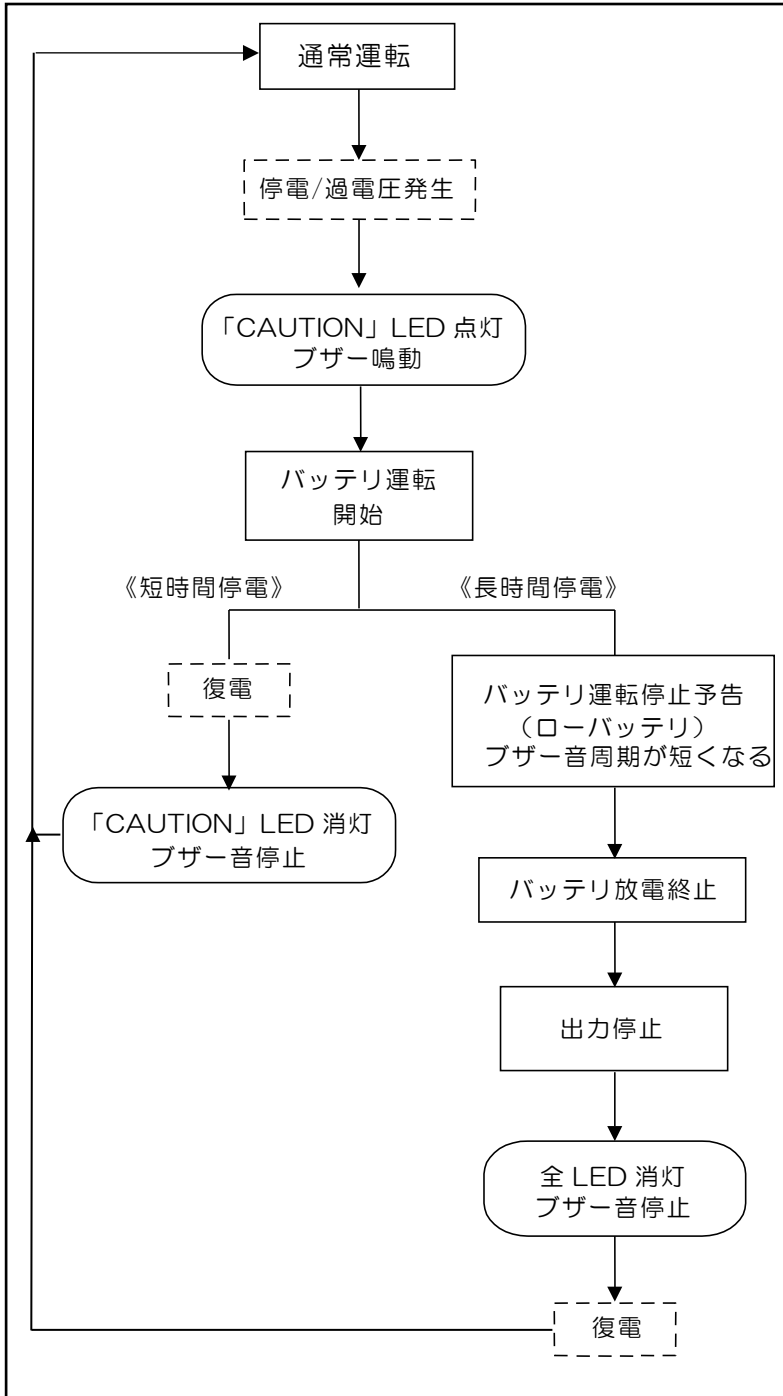 通常運転
停電/過電圧発生
「CAUTION」LED 点灯
ブザー鳴動
バッテリ運転
開始
《短時間停電》
《長時間停電》
復電
「CAUTION」LED 消灯
ブザー音停止
バッテリ運転停止予告
（ローバッテリ）
ブザー音周期が短くなる
バッテリ放電終止
出力停止
全 LED 消灯
ブザー音停止
復電